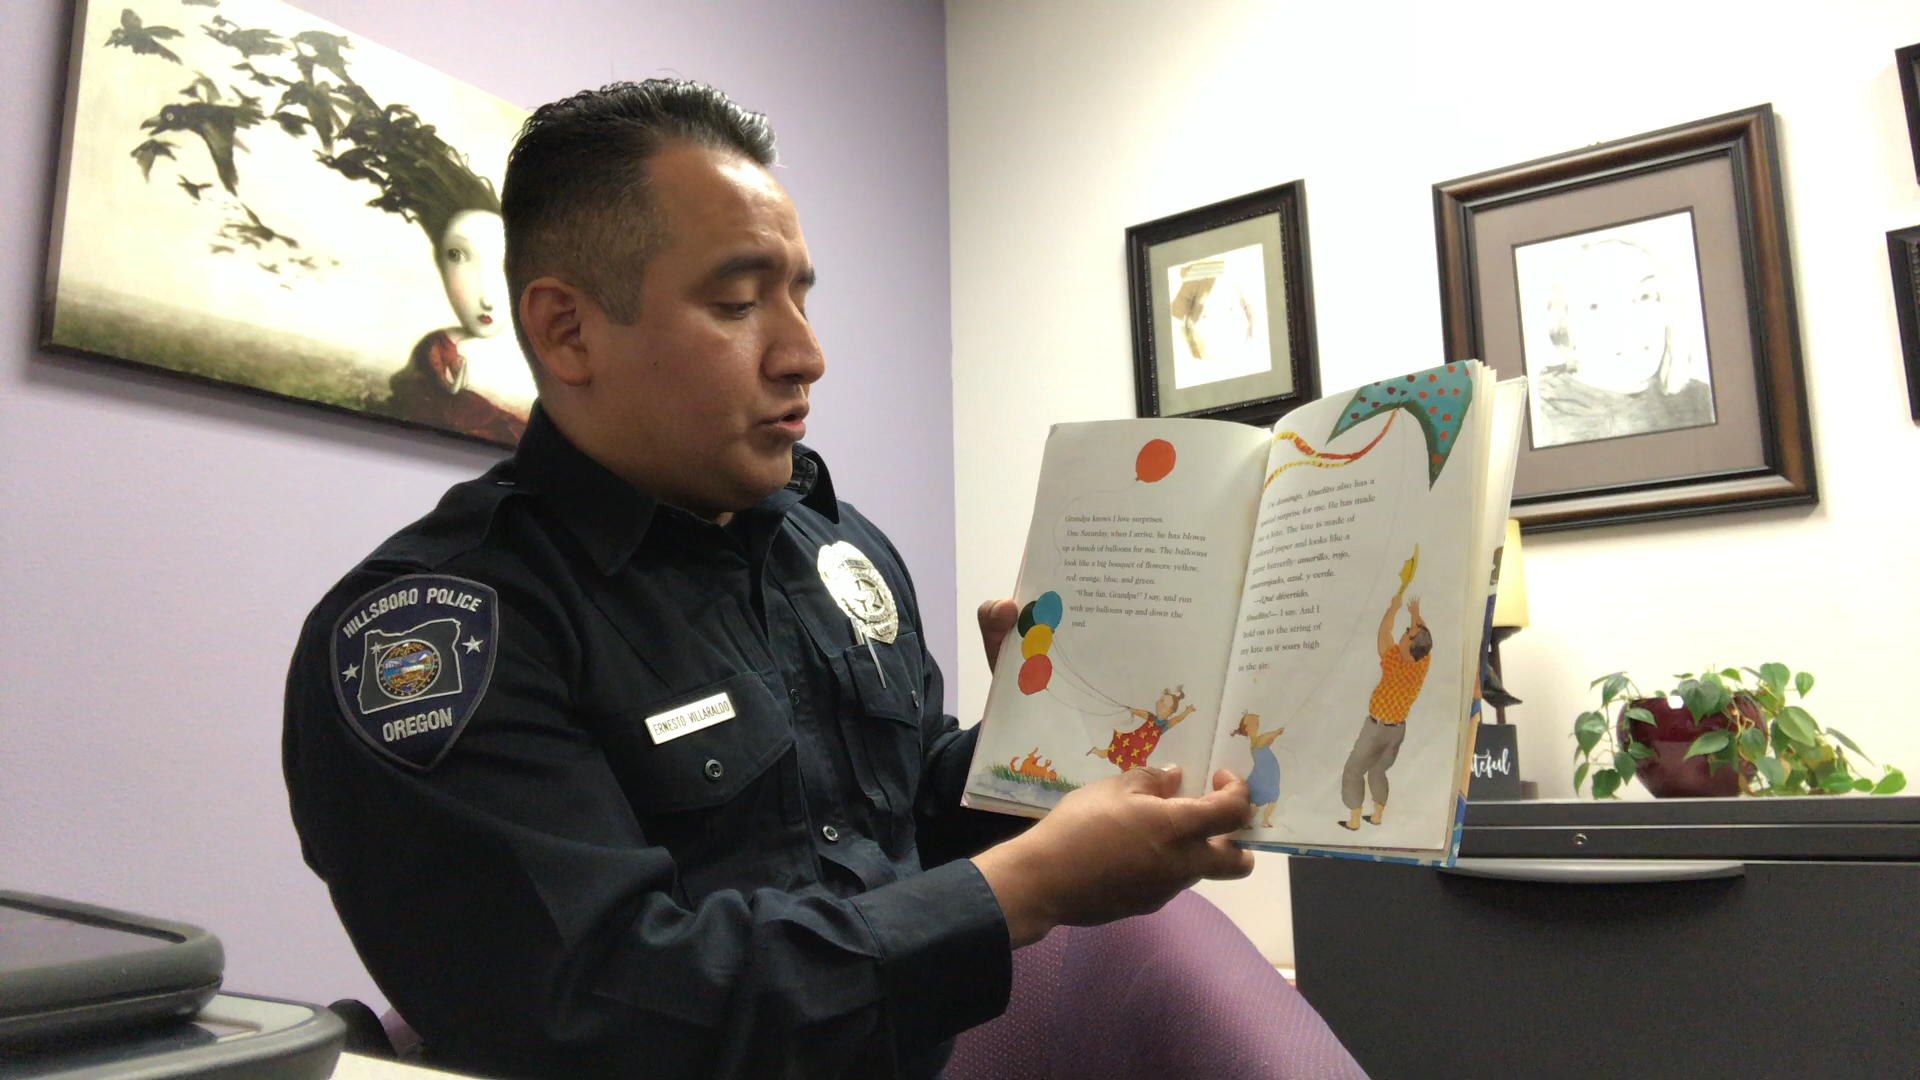 HILLSBORO POLICE
OREGON
ERNESTO VILLARALDO
Grandpa knows I love surprises.
One Saturday, when I arrive, he has blown
up a bunch of balloons for me. The balloons
look like a big bouquet of flowers: yellow,
red, orange, blue, and green.
"What fun, Grandpa!" I say, and run
with my balloons up and down the
yard.
domingo, Abuelito also has a
special surprise for me. He has made
me a kite. The kite is made of
colored paper and looks like a
butterfly: amarillo, rojo,
anaranjado, azul, y verde.
—¡Qué divertido,
Abuelito!— I say. And I
hold on to the string of
my kite as it soars high
in the air.